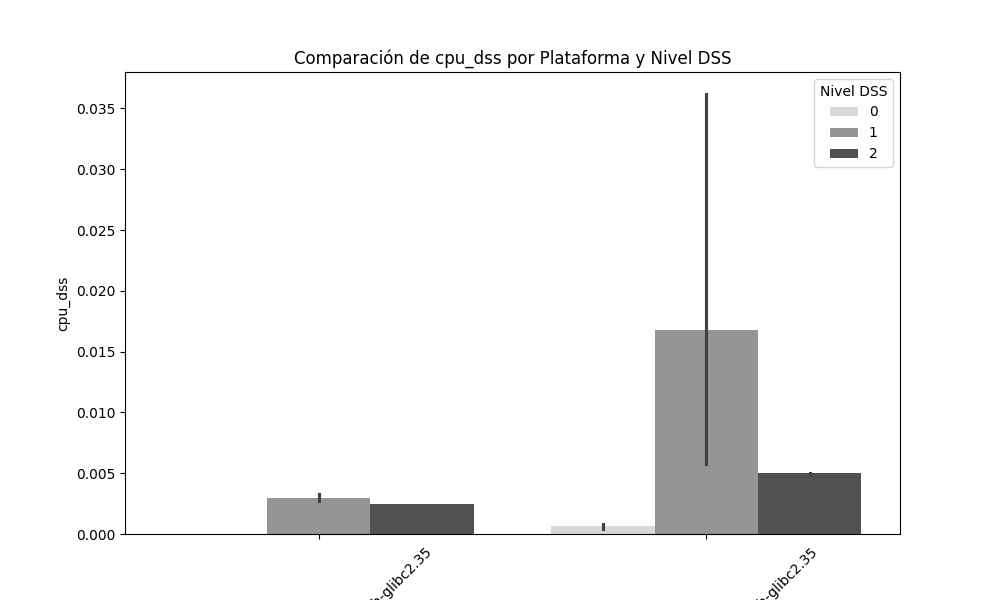 Comparación de cpu_dss por Plataforma y Nivel DSS
Nivel DSS
0
1
2
cpu_dss
0.035
0.030
0.025
0.020
0.015
0.010
0.005
0.000
-glibc2.35
-glibc2.35